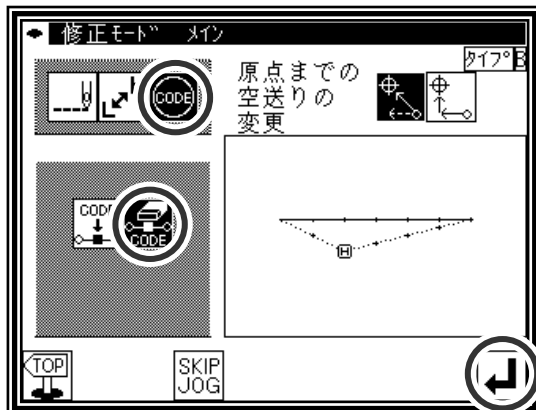 修正ﾓｰﾄﾞ ﾒｲﾝ
ﾀｲﾌﾟB
CODE
原点までの
空送りの
変更
CODE
CODE
H
TOP
SKIP
JOG